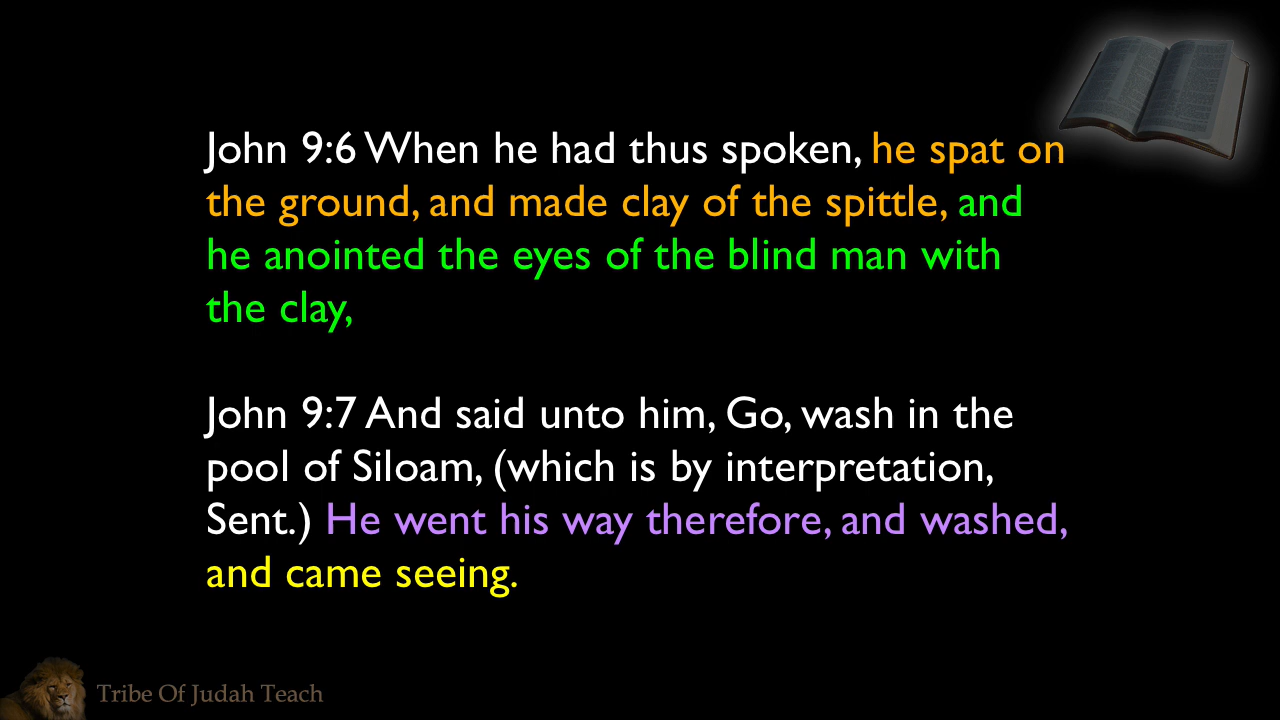 John 9:6 When he had thus spoken, he spat on
the ground, and made clay of the spittle, and
he anointed the eyes of the blind man with
the clay,
John 9:7 And said unto him, Go, wash in the
pool of Siloam, (which is by interpretation,
Sent.) He went his way therefore, and washed,
and came seeing.
Tribe Of Judah Teach